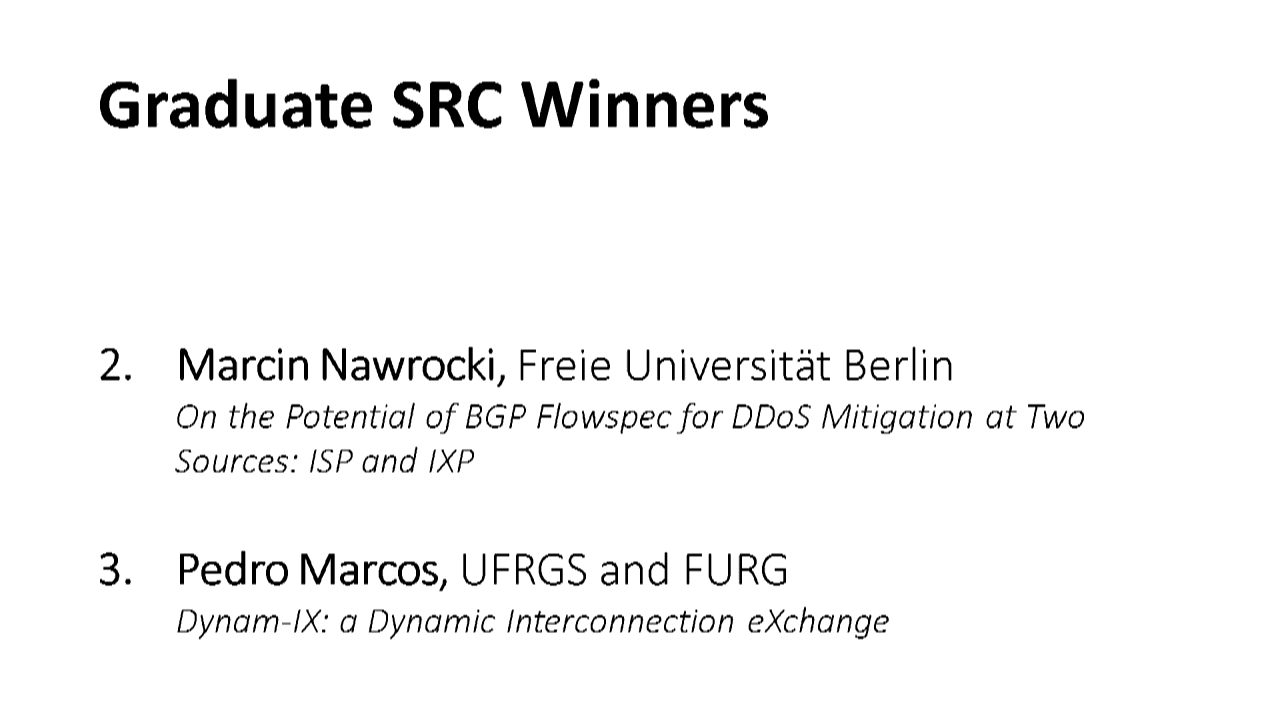 Graduate SRC Winners
2. Marcin Nawrocki, Freie Universität Berlin
On the Potential of BGP Flowspec for DDoS Mitigation at Two
Sources: ISP and IXP
3. Pedro Marcos, UFRGS and FURG
Dynam-IX: a Dynamic Interconnection eXchange